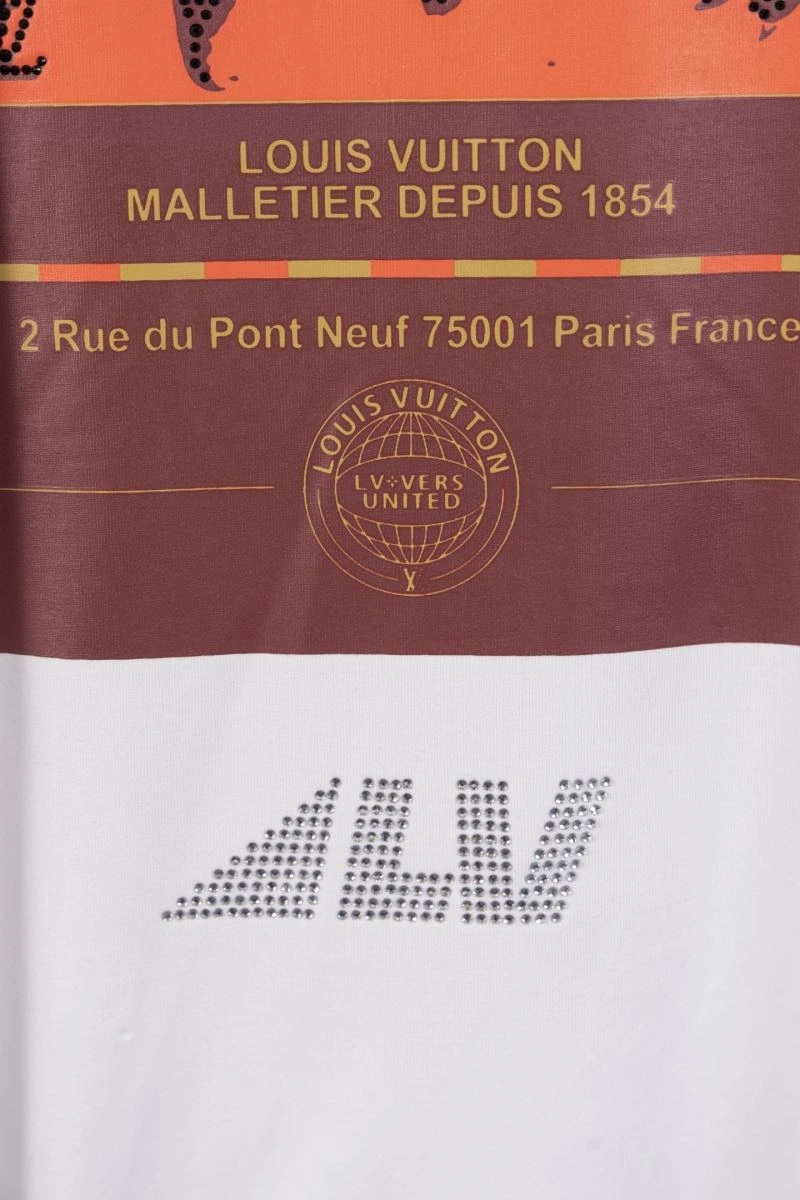 LOUIS VUITTON
MALLETIER DEPUIS 1854
2 Rue du Pont Neuf 75001 Paris France
LOUIS VUITTON
LV✢VERS
UNITED
LV